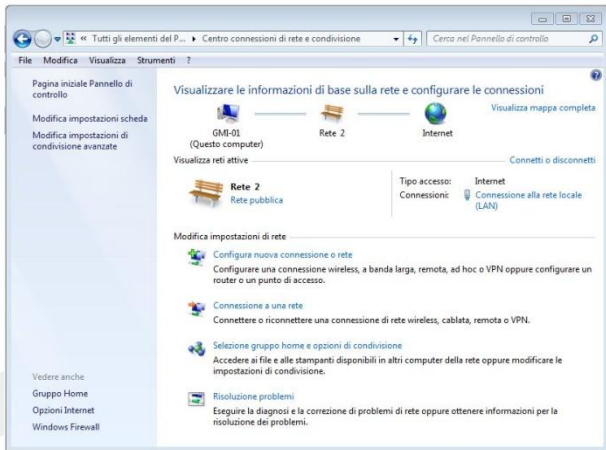 « Tutti gli elementi del P... ▸ Centro connessioni di rete e condivisione
Cerca nel Pannello di controllo
File Modifica Visualizza Strumenti ?
Pagina iniziale Pannello di
controllo
Modifica impostazioni scheda
Modifica impostazioni di
condivisione avanzate
Visualizzare le informazioni di base sulla rete e configurare le connessioni
Visualizza mappa completa
GMI-01
(Questo computer)
Rete 2
Internet
Visualizza reti attive
Connetti o disconnetti
Rete 2
Rete pubblica
Tipo accesso: Internet
Connessioni: Connessione alla rete locale
(LAN)
Modifica impostazioni di rete
Configura nuova connessione o rete
Configurare una connessione wireless, a banda larga, remota, ad hoc o VPN oppure configurare un
router o un punto di accesso.
Connessione a una rete
Connettere o riconnettere una connessione di rete wireless, cablata, remota o VPN.
Selezione gruppo home e opzioni di condivisione
Accedere ai file e alle stampanti disponibili in altri computer della rete oppure modificare le
impostazioni di condivisione.
Risoluzione problemi
Eseguire la diagnosi e la correzione di problemi di rete oppure ottenere informazioni per la
risoluzione dei problemi.
Vedere anche
Gruppo Home
Opzioni Internet
Windows Firewall